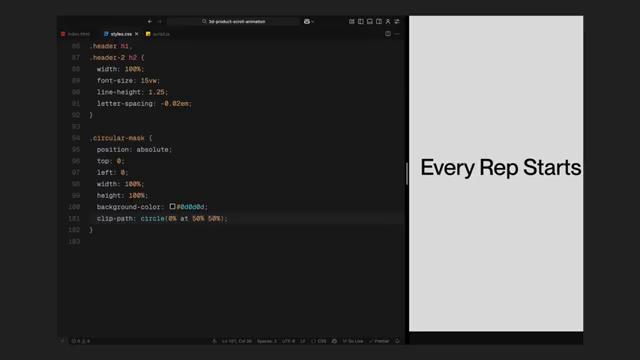 3d-product-scroll-animation
index.html
styles.css
script.js
86 .header h1,
87 .header-2 h2 {
88 width: 100%;
89 font-size: 15vw;
90 line-height: 1.25;
91 letter-spacing: -0.02em;
92 }
93
94 .circular-mask {
95 position: absolute;
96 top: 0;
97 left: 0;
98 width: 100%;
99 height: 100%;
100 background-color: #0d0d0d;
101 clip-path: circle(0% at 50% 50%);
102 }
103
Every Rep Starts
Ln 101, Col 36 Spaces: 2 UTF-8 LF {} CSS Go Live Prettier